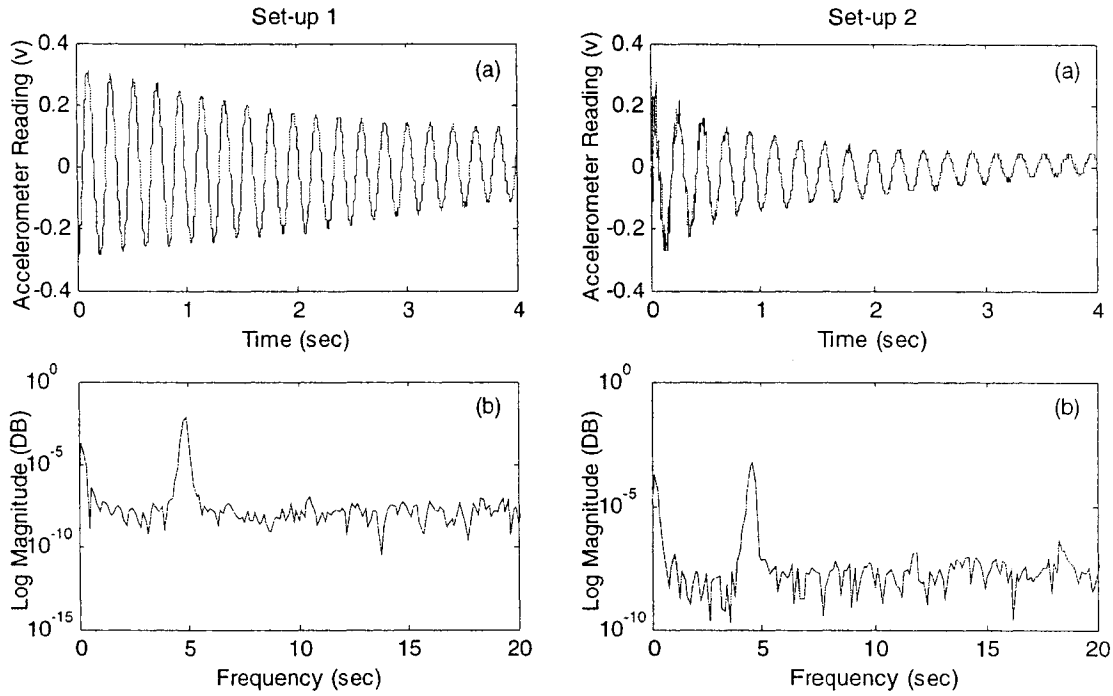 Set-up 1
Set-up 2
Accelerometer Reading (v)
0.4
0.2
0
-0.2
-0.4
(a)
0 1 2 3 4
Time (sec)
Accelerometer Reading (v)
0.4
0.2
0
-0.2
-0.4
(a)
0 1 2 3 4
Time (sec)
Log Magnitude (DB)
10^0
10^-5
10^-10
10^-15
(b)
0 5 10 15 20
Frequency (sec)
Log Magnitude (DB)
10^0
10^-5
10^-10
(b)
0 5 10 15 20
Frequency (sec)